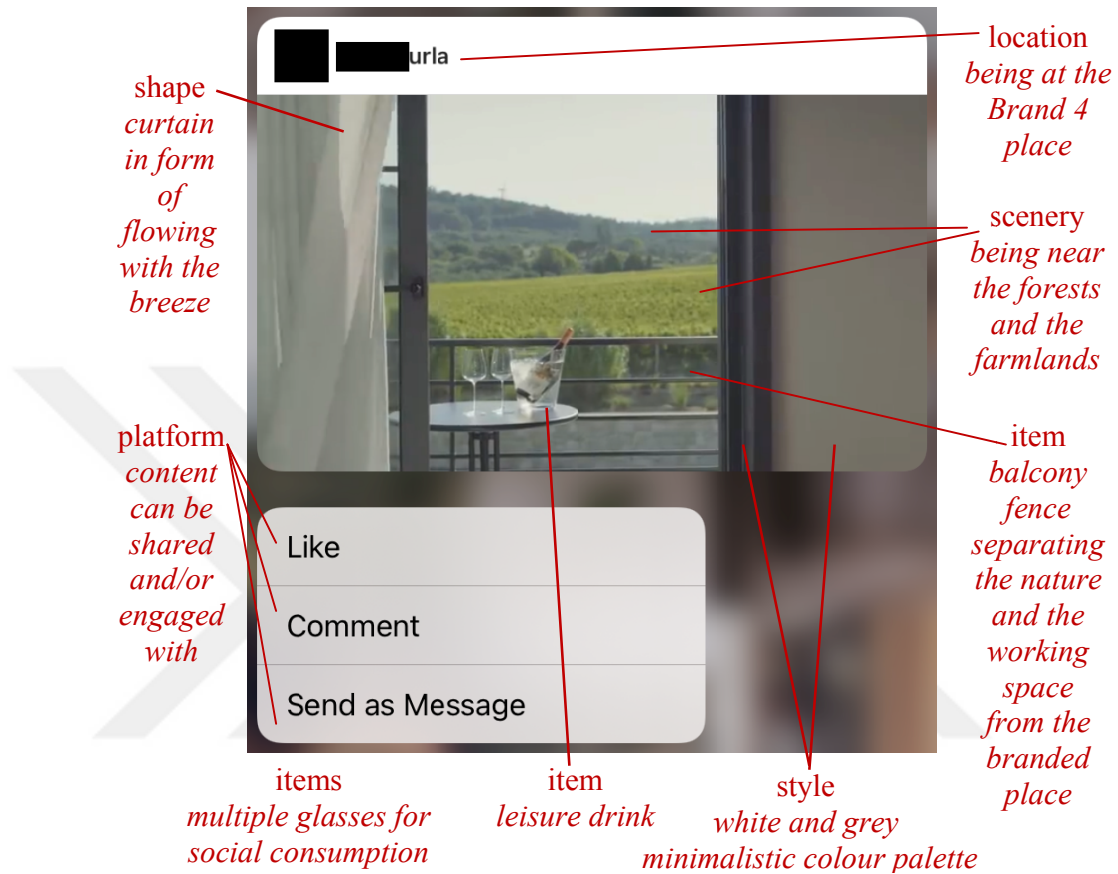 urla
location
being at the
Brand 4
place
shape
curtain
in form
of
flowing
with the
breeze
scenery
being near
the forests
and the
farmlands
platform
content
can be
shared
and/or
engaged
with
item
balcony
fence
separating
the nature
and the
working
space
from the
branded
place
Like
Comment
Send as Message
items
multiple glasses for
social consumption
item
leisure drink
style
white and grey
minimalistic colour palette